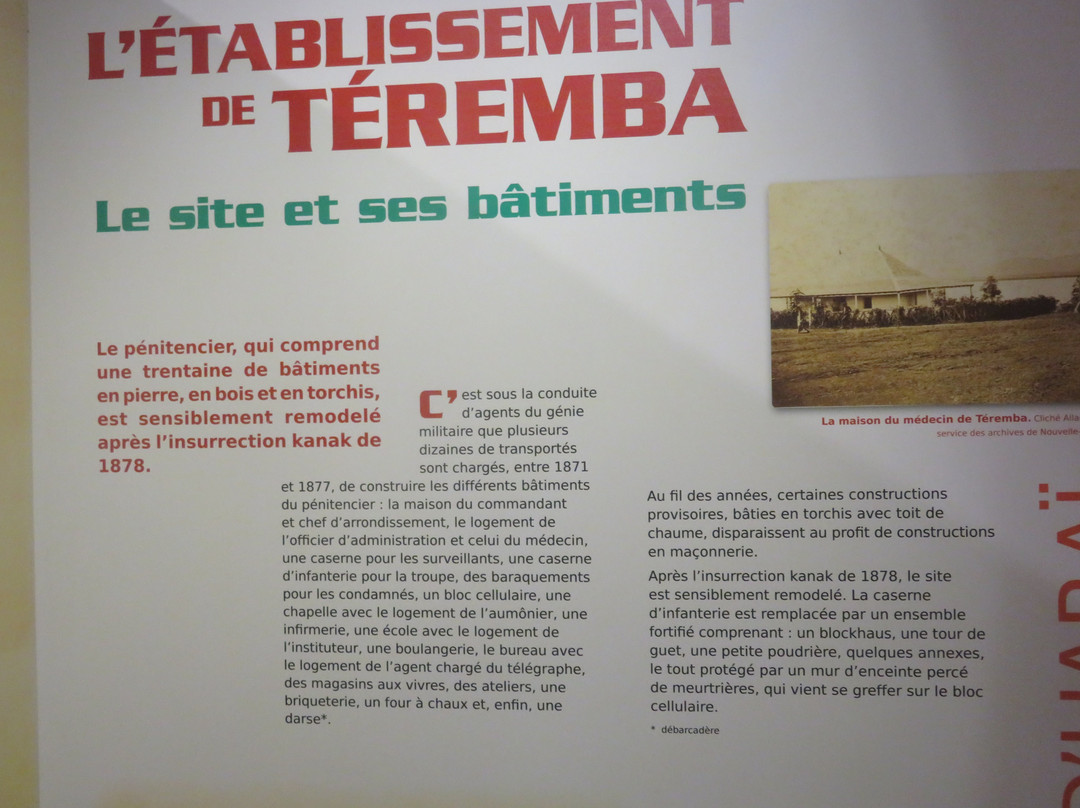 L'ÉTABLISSEMENT
DE TÉREMBA
Le site et ses bâtiments
Le pénitencier, qui comprend
une trentaine de bâtiments
en pierre, en bois et en torchis,
est sensiblement remodelé
après l'insurrection kanak de
1878.
C'est sous la conduite
d'agents du génie
militaire que plusieurs
dizaines de transportés
sont chargés, entre 1871
et 1877, de construire les différents bâtiments
du pénitencier : la maison du commandant
et chef d'arrondissement, le logement de
l'officier d'administration et celui du médecin,
une caserne pour les surveillants, une caserne
d'infanterie pour la troupe, des baraquements
pour les condamnés, un bloc cellulaire, une
chapelle avec le logement de l'aumônier, une
infirmerie, une école avec le logement de
l'instituteur, une boulangerie, le bureau avec
le logement de l'agent chargé du télégraphe,
des magasins aux vivres, des ateliers, une
briqueterie, un four à chaux et, enfin, une
darse*.
La maison du médecin de Téremba. Cliché Alla
service des archives de Nouvelle
Au fil des années, certaines constructions
provisoires, bâties en torchis avec toit de
chaume, disparaissent au profit de constructions
en maçonnerie.
Après l'insurrection kanak de 1878, le site
est sensiblement remodelé. La caserne
d'infanterie est remplacée par un ensemble
fortifié comprenant : un blockhaus, une tour de
guet, une petite poudrière, quelques annexes,
le tout protégé par un mur d'enceinte percé
de meurtrières, qui vient se greffer sur le bloc
cellulaire.
* débarcadère